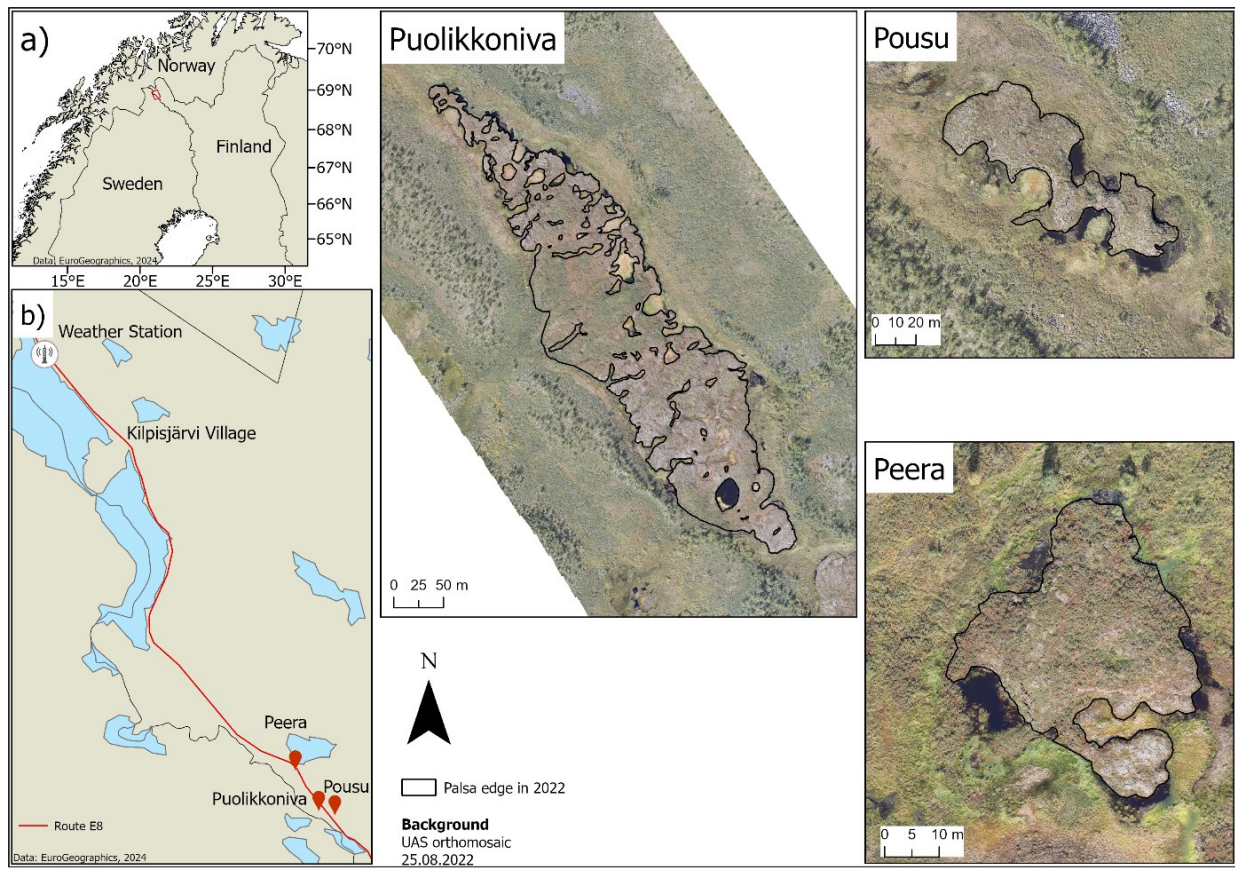 a)
Norway
Finland
Sweden
70°N
69°N
68°N
67°N
66°N
65°N
Data: EuroGeographics, 2024
15°E
20°E
25°E
30°E
b)
Weather Station
Kilpisjärvi Village
Peera
Pousu
Puolikkoniva
Route E8
Data: EuroGeographics, 2024
Puolikkoniva
0 25 50 m
N
Palsa edge in 2022
Background
UAS orthomosaic
25.08.2022
Pousu
0 10 20 m
Peera
0 5 10 m